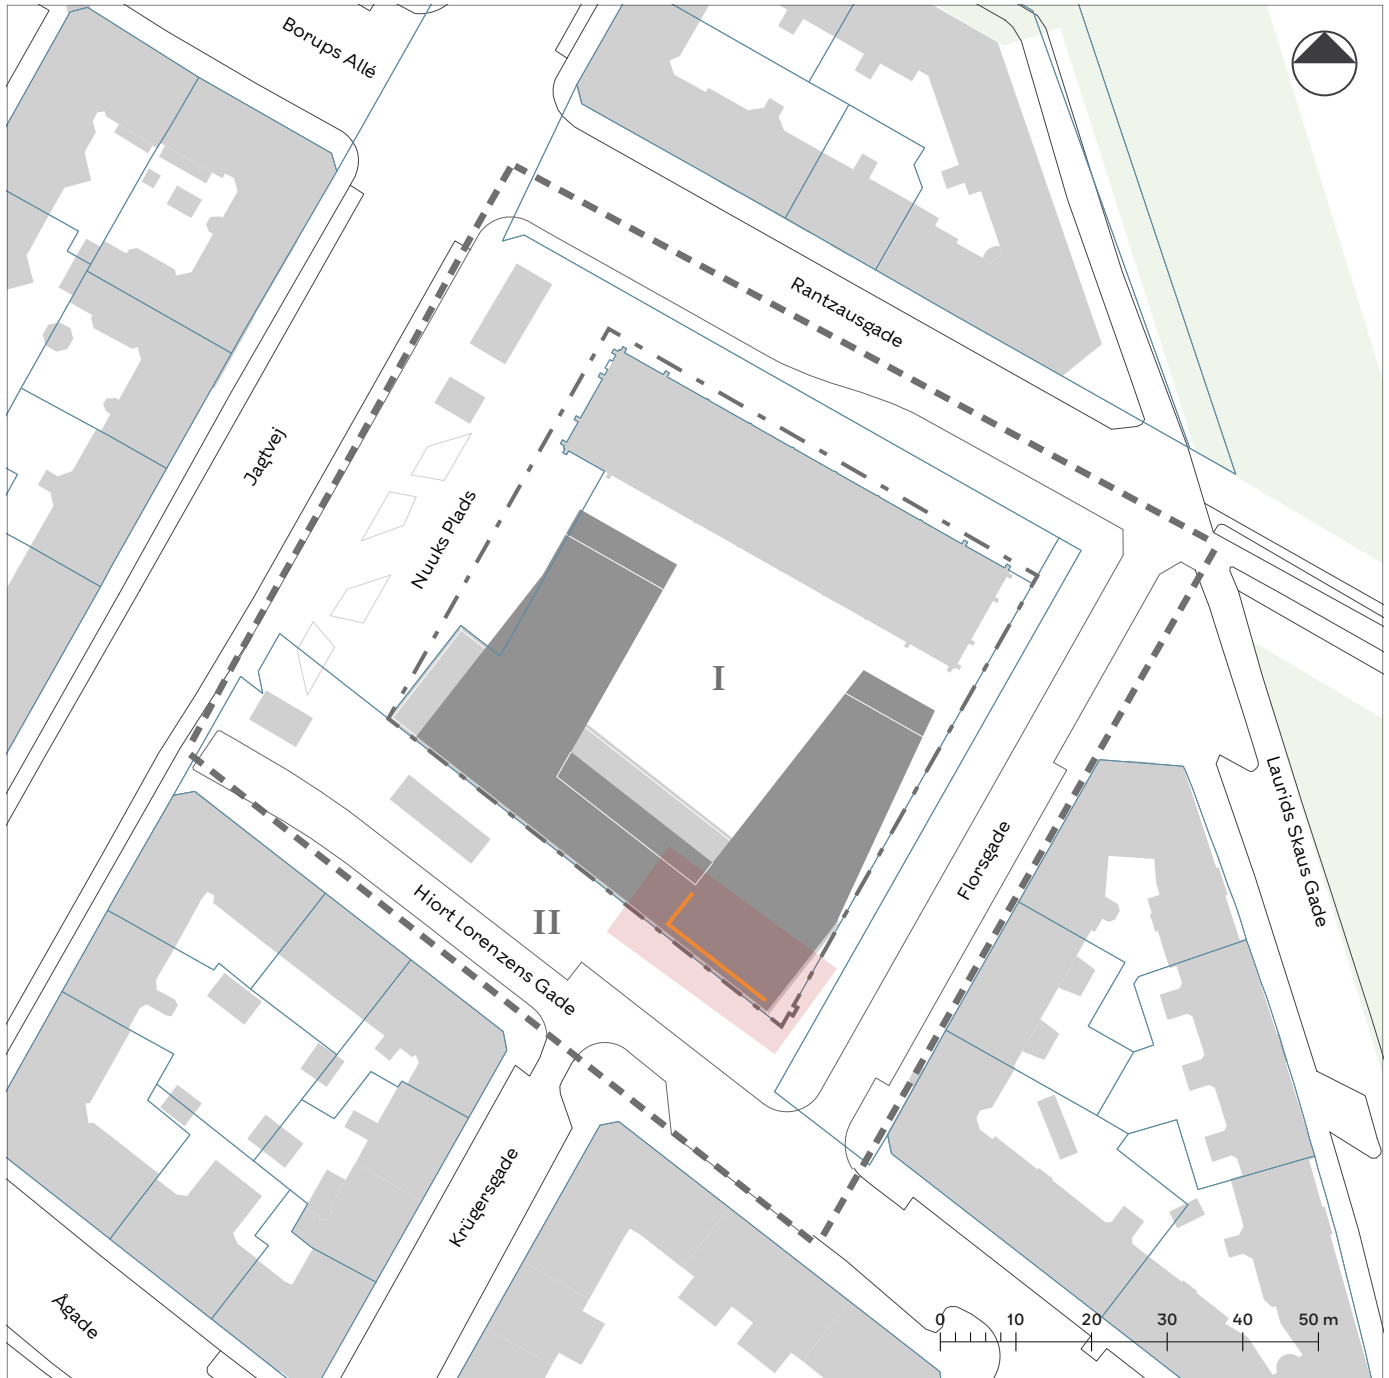 Borups Allé
Rantzausgade
Jagtvej
Nuuks Plads
I
Florsgade
Laurids Skaus Gade
II
Hiort Lorenzens Gade
Krügersgade
Ågade
0 10 20 30 40 50 m